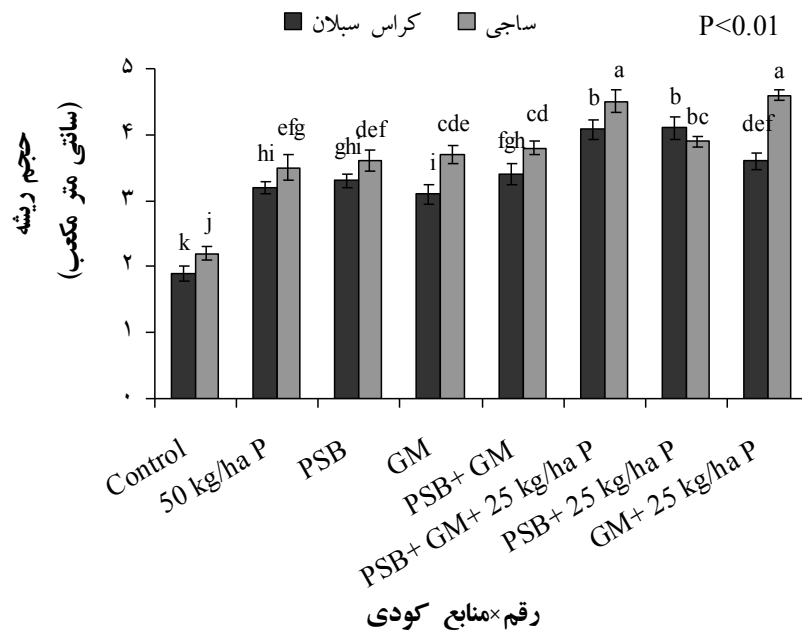 کراس سبلان ساجی P<0.01
حجم ریشه
(سانتی متر مکعب)
۵
۴
۳
۲
۱
۰
k j hi efg ghi def i cde fgh cd b a b bc def a
Control
50 kg/ha P
PSB
GM
PSB+ GM
PSB+ GM+ 25 kg/ha P
PSB+ 25 kg/ha P
GM+ 25 kg/ha P
رقم×منابع کودی